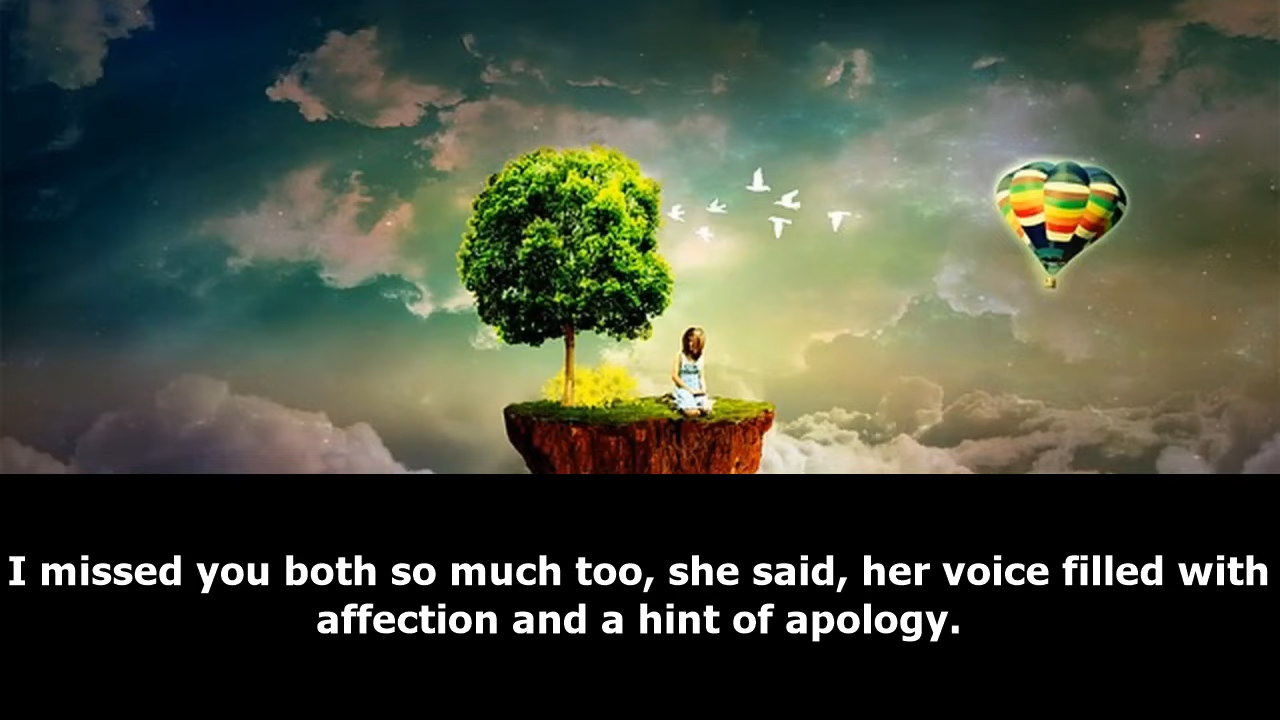 I missed you both so much too, she said, her voice filled with
affection and a hint of apology.